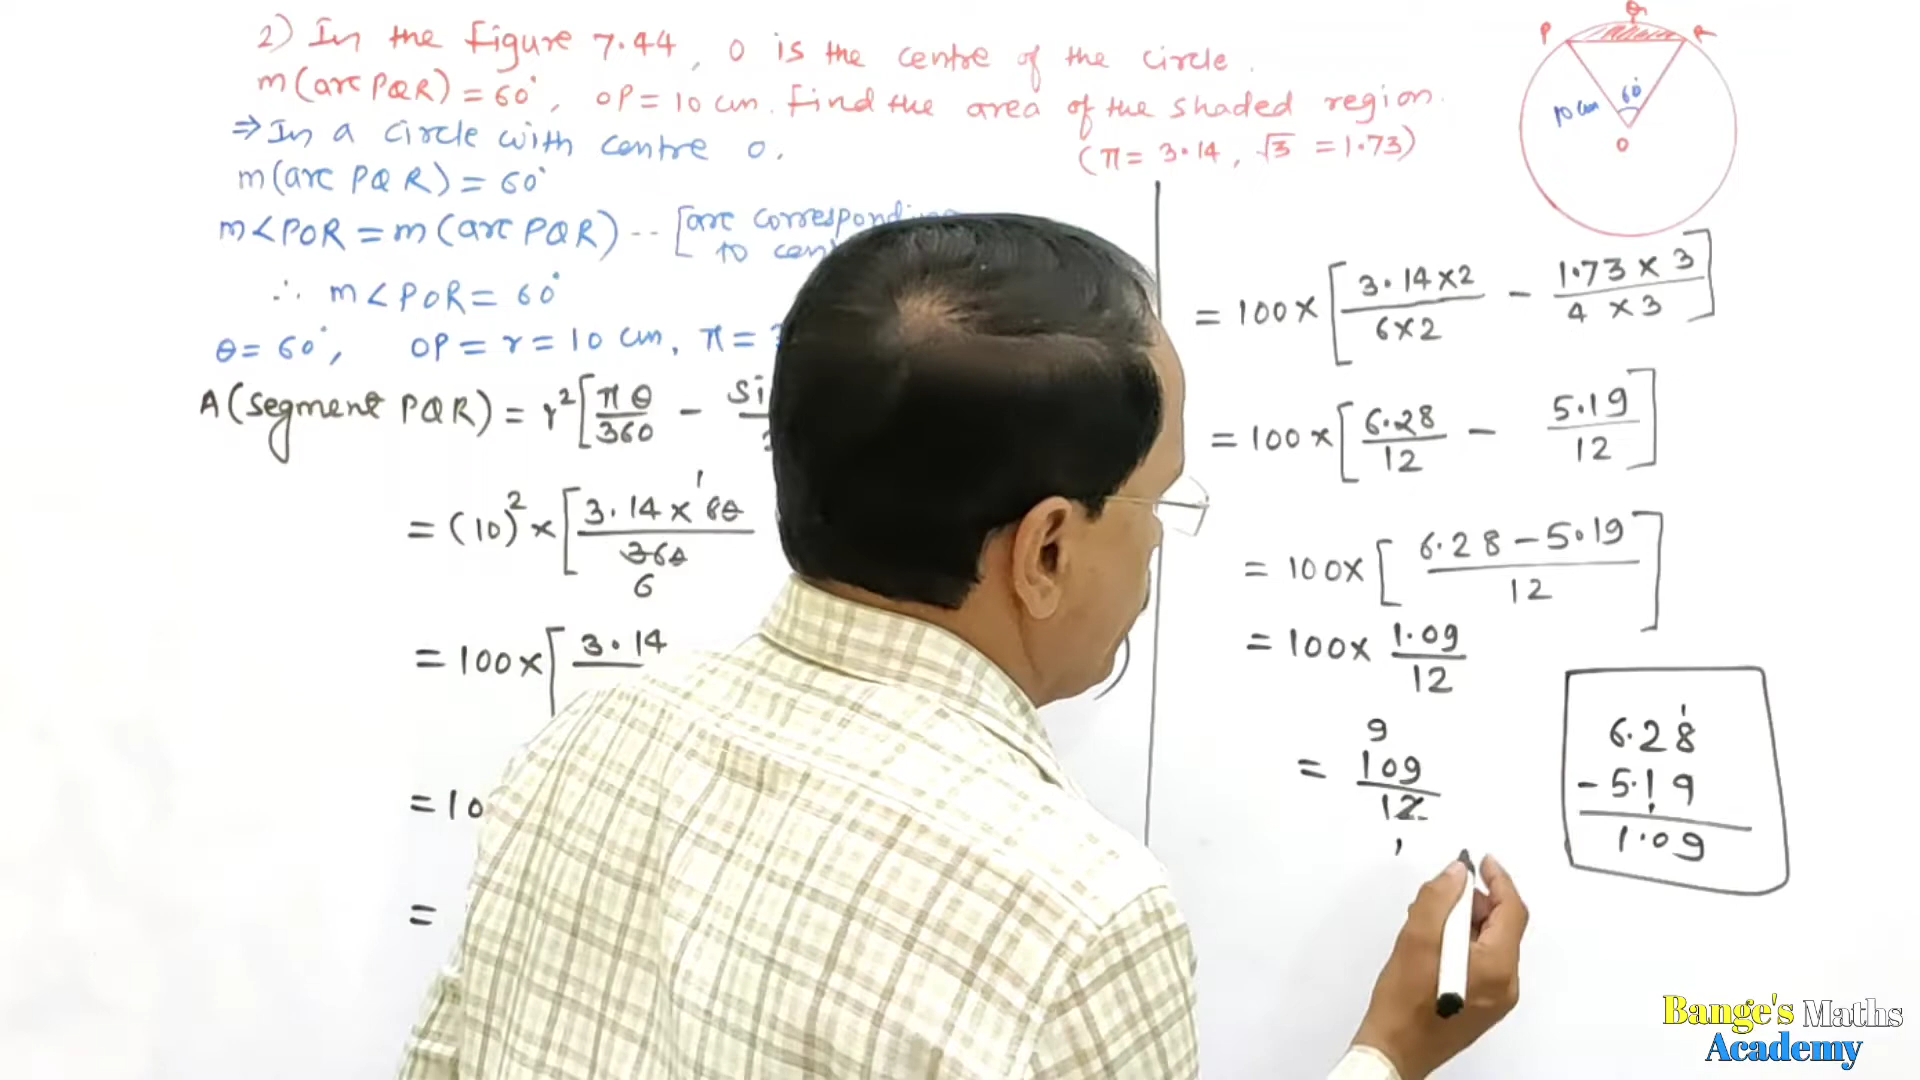 2) In the figure 7.44, O is the centre of the circle.
m(arc PQR) = 60°, OP = 10 cm. Find the area of the shaded region.
(π = 3.14, √3 = 1.73)
⇒ In a circle with centre O.
m(arc PQR) = 60°
m∠POR = m(arc PQR) -- [arc
to
∴ m∠POR = 60°
θ = 60°, OP = r = 10 cm, π =
A(segment PQR) = r² [πθ/360 -
= (10)² × [3.14 × 60/360
1
6
= 100 × [3.14
= 10
=
Q
P
R
10 cm
60°
O
= 100 × [3.14 × 2/6 × 2 - 1.73 × 3/4 × 3]
= 100 × [6.28/12 - 5.19/12]
= 100 × [6.28 - 5.19/12]
= 100 × 1.09/12
9
= 109/12
1
6.28
- 5.19
1.09
Bange's Maths
Academy